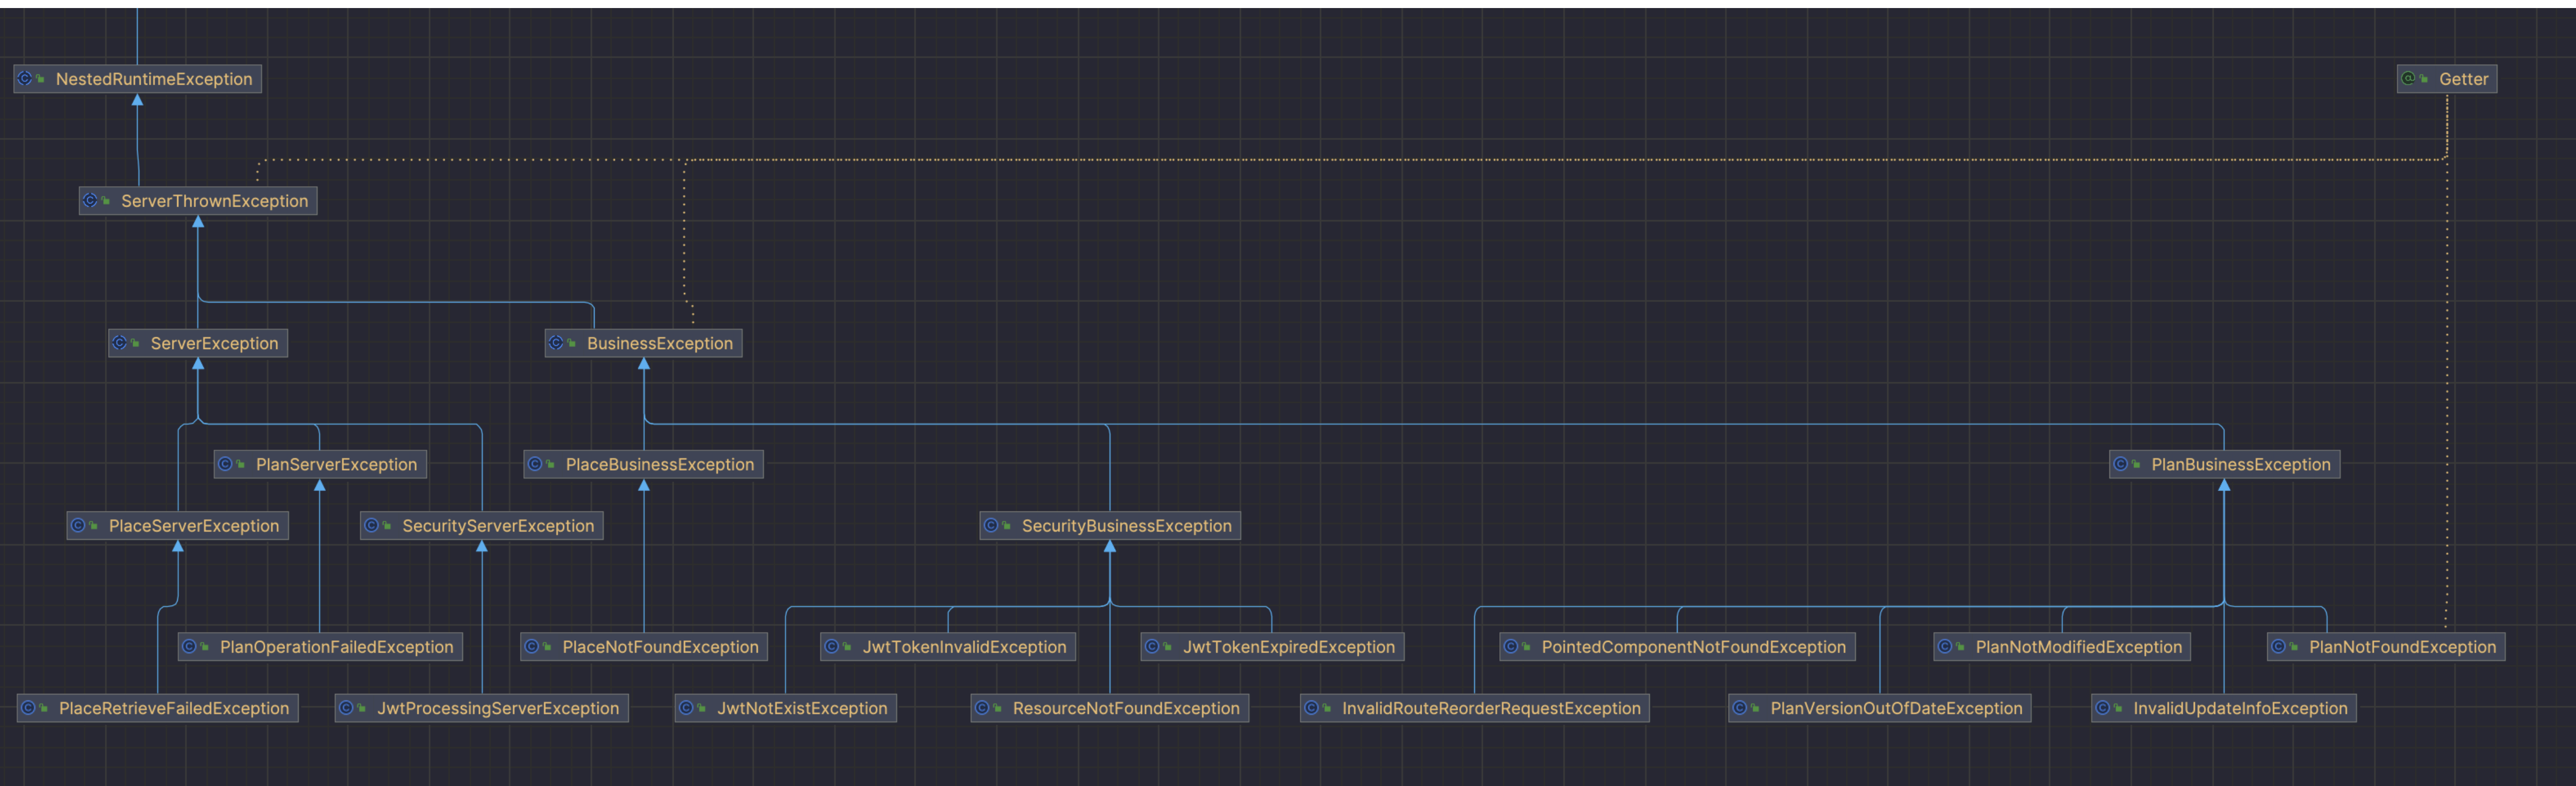 NestedRuntimeException
Getter
ServerThrownException
ServerException
BusinessException
PlanServerException
PlaceBusinessException
PlanBusinessException
PlaceServerException
SecurityServerException
SecurityBusinessException
PlanOperationFailedException
PlaceNotFoundException
JwtTokenInvalidException
JwtTokenExpiredException
PointedComponentNotFoundException
PlanNotModifiedException
PlanNotFoundException
PlaceRetrieveFailedException
JwtProcessingServerException
JwtNotExistException
ResourceNotFoundException
InvalidRouteReorderRequestException
PlanVersionOutOfDateException
InvalidUpdateInfoException